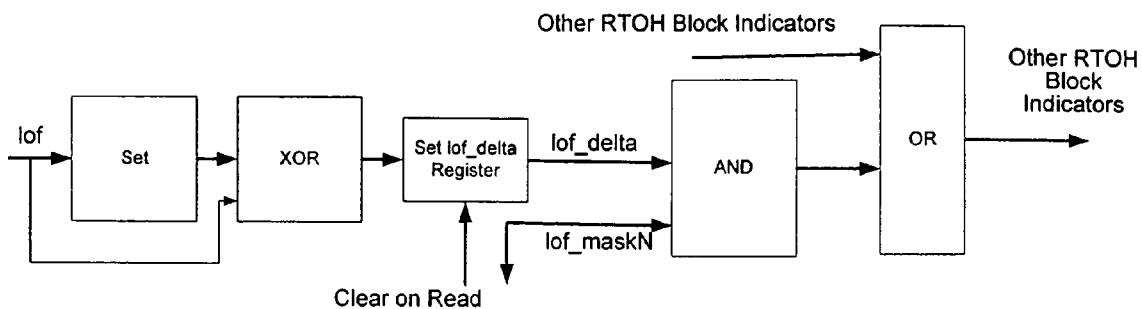 Other RTOH Block Indicators
Other RTOH
Block
Indicators
lof
Set
XOR
Set lof_delta
Register
lof_delta
AND
OR
lof_maskN
Clear on Read